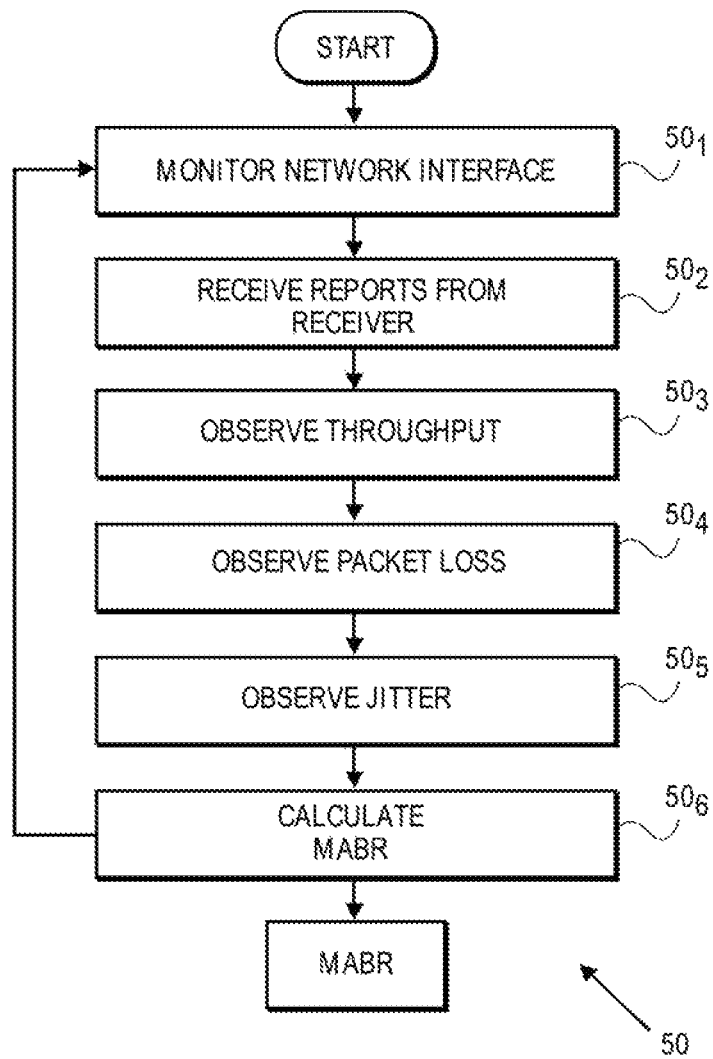 START
MONITOR NETWORK INTERFACE
50₁
RECEIVE REPORTS FROM
RECEIVER
50₂
OBSERVE THROUGHPUT
50₃
OBSERVE PACKET LOSS
50₄
OBSERVE JITTER
50₅
CALCULATE
MABR
50₆
MABR
50